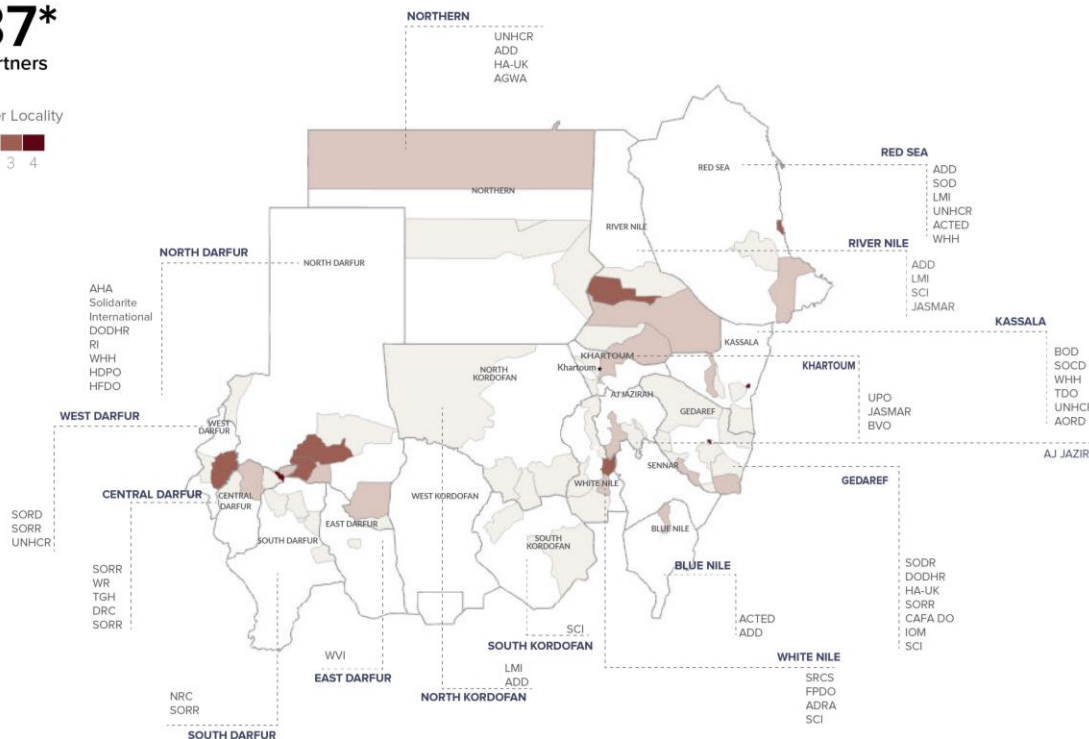 37*
rtners
er Locality
3 4
NORTHERN
UNHCR
ADD
HA-UK
AGWA
RED SEA
ADD
SOD
LMI
UNHCR
ACTED
WHH
RIVER NILE
ADD
LMI
SCI
JASMAR
KASSALA
BOD
SOCD
WHH
TDO
UNHCI
AORD
KHARTOUM
UPO
JASMAR
BVO
AJ JAZIR
GEDAREF
SODR
DODHR
HA-UK
SORR
CAFA DO
IOM
SCI
BLUE NILE
ACTED
ADD
WHITE NILE
SRCS
FPDO
ADRA
SCI
SCI
SOUTH KORDOFAN
LMI
ADD
NORTH KORDOFAN
WVI
EAST DARFUR
NRC
SORR
SOUTH DARFUR
NORTH DARFUR
AHA
Solidarite
International
DODHR
RI
WHH
HDPO
HFDO
WEST DARFUR
SORD
SORR
UNHCR
CENTRAL DARFUR
SORR
WR
TGH
DRC
SORR
NORTHERN
RED SEA
RIVER NILE
NORTH DARFUR
KASSALA
KHARTOUM
Khartoum
NORTH
KORDOFAN
AJ JAZIRAH
GEDAREF
WEST
DARFUR
SENNAR
WHITE NILE
CENTRAL
DARFUR
WEST KORDOFAN
EAST DARFUR
BLUE NILE
SOUTH DARFUR
SOUTH
KORDOFAN